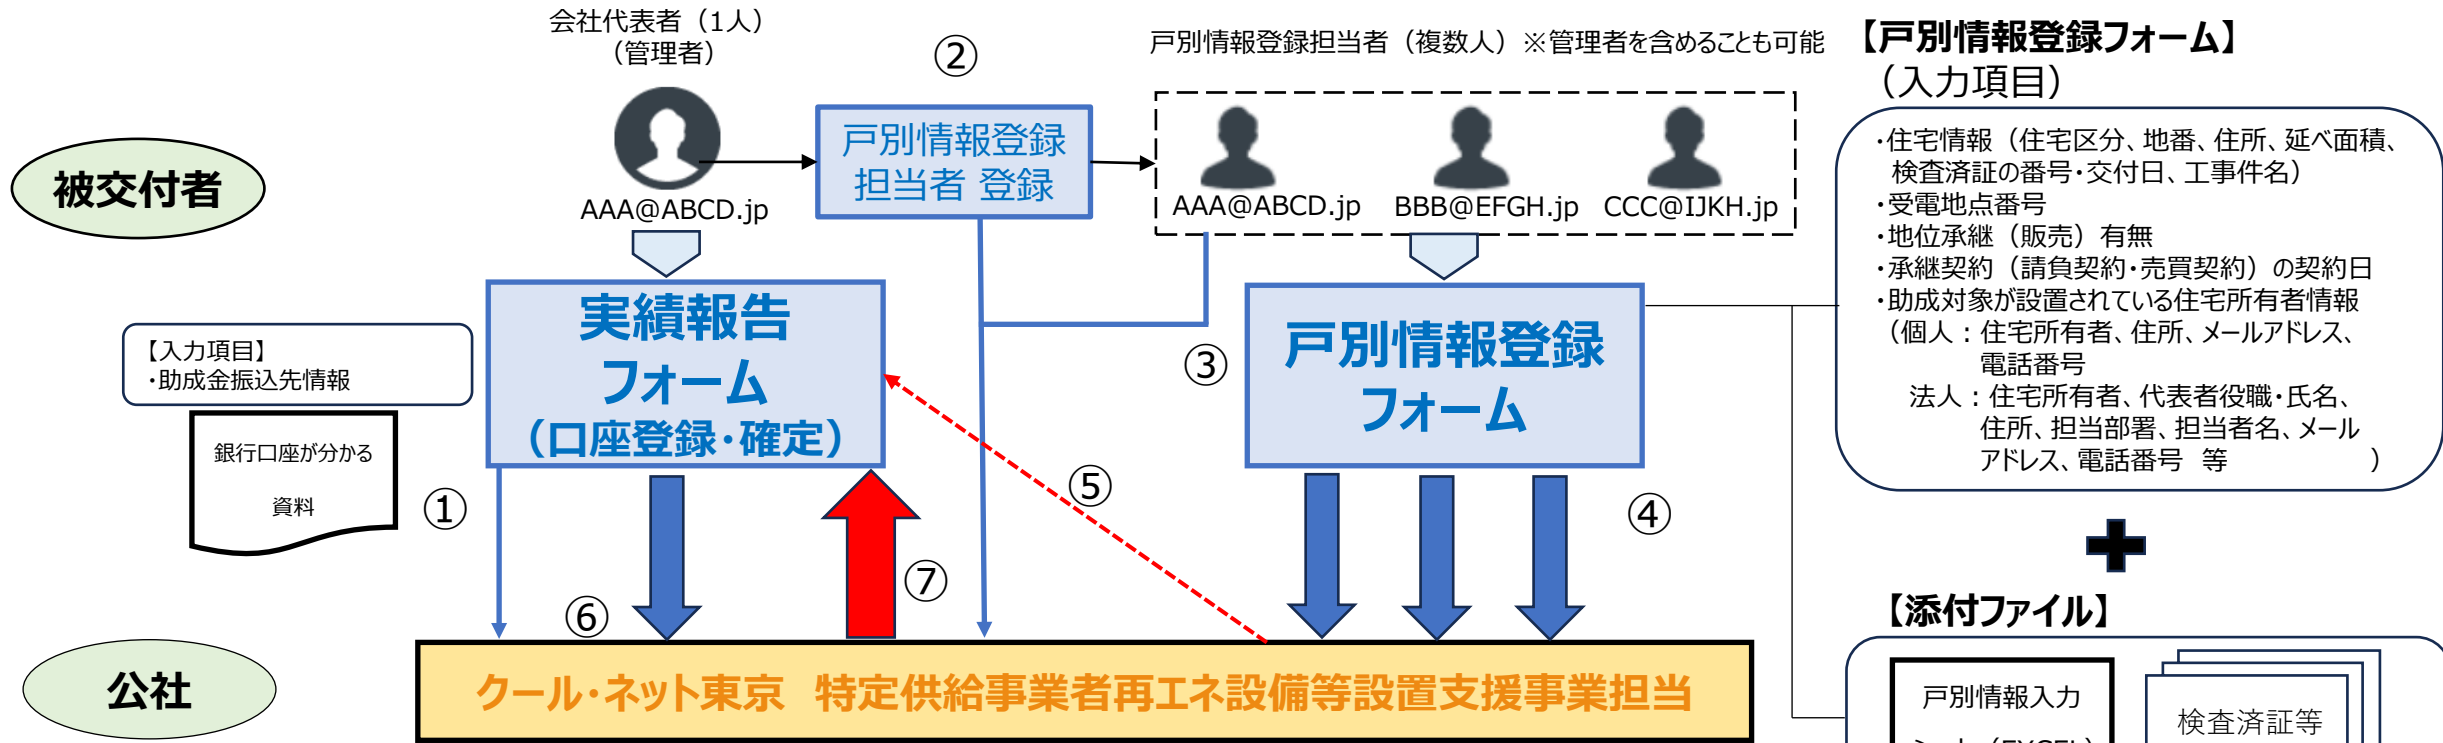 会社代表者（1人）
（管理者）
②
戸別情報登録担当者（複数人）※管理者を含めることも可能
【戸別情報登録フォーム】
（入力項目）
被交付者
AAA@ABCD.jp
戸別情報登録
担当者 登録
AAA@ABCD.jp
BBB@EFGH.jp
CCC@IJKH.jp
・住宅情報（住宅区分、地番、住所、延べ面積、
検査済証の番号・交付日、工事件名）
・受電地点番号
・地位承継（販売）有無
・承継契約（請負契約・売買契約）の契約日
・助成対象が設置されている住宅所有者情報
（個人：住宅所有者、住所、メールアドレス、
電話番号
法人：住宅所有者、代表者役職・氏名、
住所、担当部署、担当者名、メール
アドレス、電話番号 等 ）
【入力項目】
・助成金振込先情報
銀行口座が分かる
資料
①
実績報告
フォーム
（口座登録・確定）
③
戸別情報登録
フォーム
⑤
④
⑥
⑦
【添付ファイル】
公社
クール・ネット東京 特定供給事業者再エネ設備等設置支援事業担当
戸別情報入力
シート（EXCEL）
検査済証等